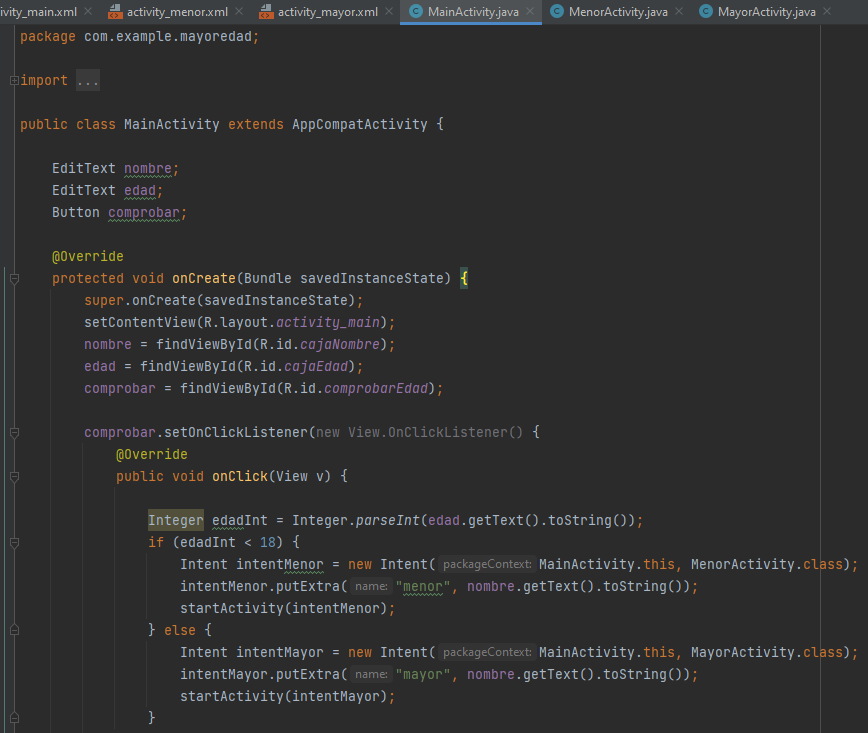 ivity_main.xml activity_menor.xml activity_mayor.xml MainActivity.java MenorActivity.java MayorActivity.java
package com.example.mayoredad;
import ...
public class MainActivity extends AppCompatActivity {
EditText nombre;
EditText edad;
Button comprobar;
@Override
protected void onCreate(Bundle savedInstanceState) {
super.onCreate(savedInstanceState);
setContentView(R.layout.activity_main);
nombre = findViewById(R.id.cajaNombre);
edad = findViewById(R.id.cajaEdad);
comprobar = findViewById(R.id.comprobarEdad);
comprobar.setOnClickListener(new View.OnClickListener() {
@Override
public void onClick(View v) {
Integer edadInt = Integer.parseInt(edad.getText().toString());
if (edadInt < 18) {
Intent intentMenor = new Intent( packageContext: MainActivity.this, MenorActivity.class);
intentMenor.putExtra( name: "menor", nombre.getText().toString());
startActivity(intentMenor);
} else {
Intent intentMayor = new Intent( packageContext: MainActivity.this, MayorActivity.class);
intentMayor.putExtra( name: "mayor", nombre.getText().toString());
startActivity(intentMayor);
}